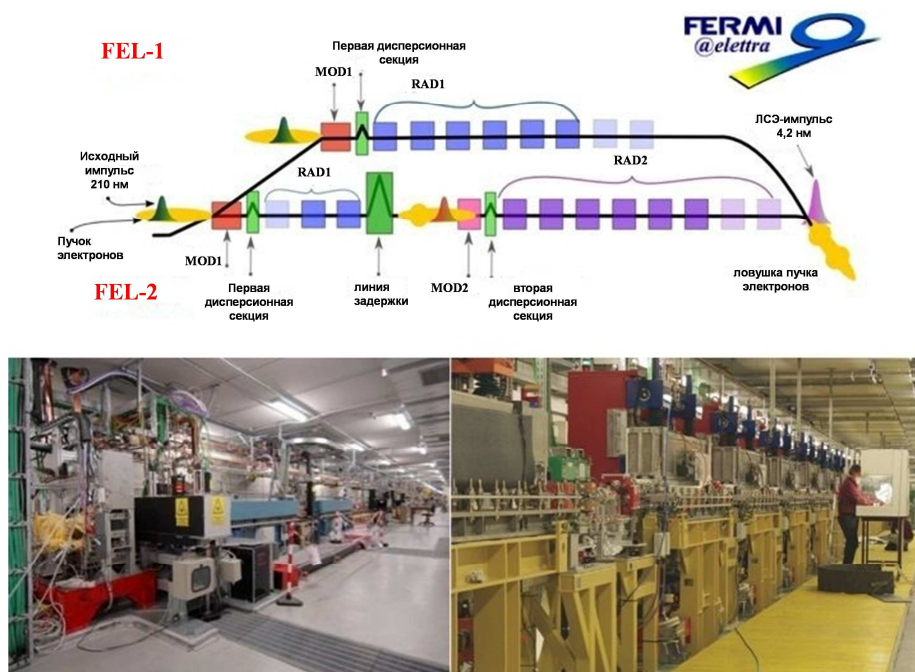 FERMI
@elettra
FEL-1
Первая дисперсионная
секция
MOD1
RAD1
ЛСЭ-импульс
4,2 нм
Исходный
импульс
210 нм
RAD1
RAD2
Пучок
электронов
MOD1
FEL-2
Первая
дисперсионная
секция
линия
задержки
MOD2
вторая
дисперсионная
секция
ловушка пучка
электронов